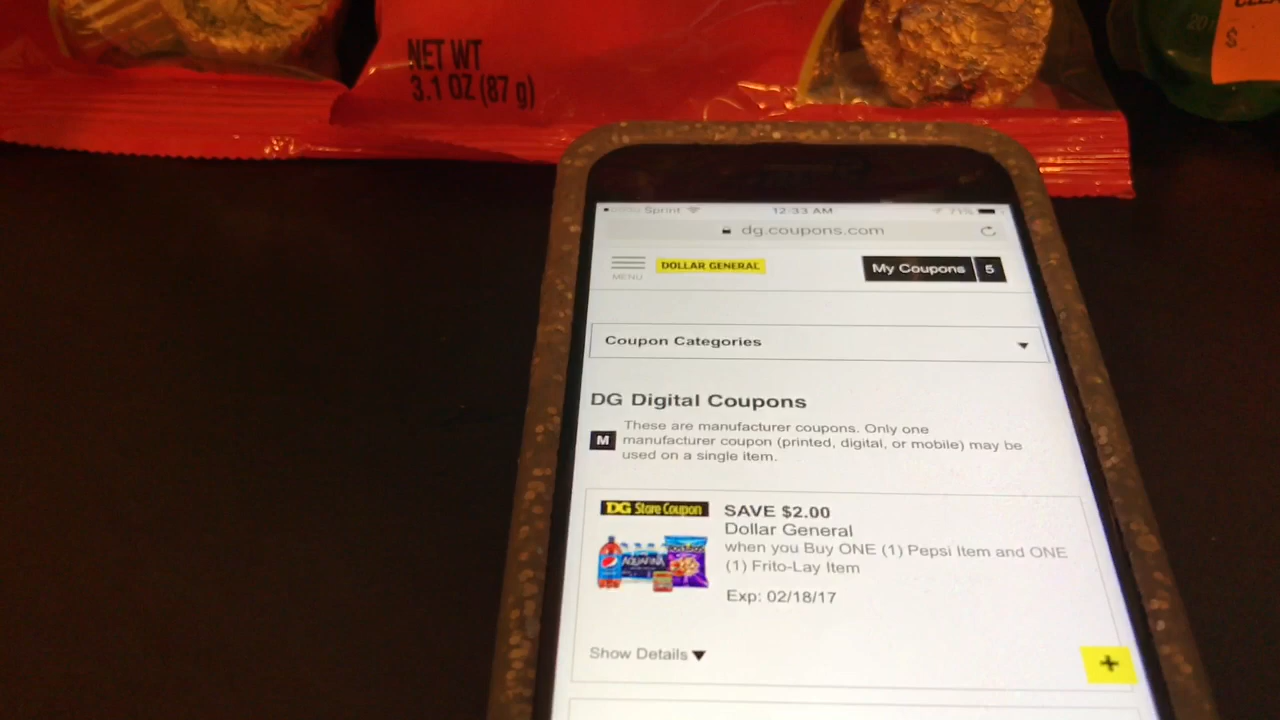 NET WT
3.1 OZ (87 g)
20
$
Sprint
12:33 AM
71%
dg.coupons.com
MENU
DOLLAR GENERAL
My Coupons 5
Coupon Categories
DG Digital Coupons
M
These are manufacturer coupons. Only one
manufacturer coupon (printed, digital, or mobile) may be
used on a single item.
DG Store Coupon
AQUAFINA
SAVE $2.00
Dollar General
when you Buy ONE (1) Pepsi Item and ONE
(1) Frito-Lay Item
Exp: 02/18/17
Show Details
+